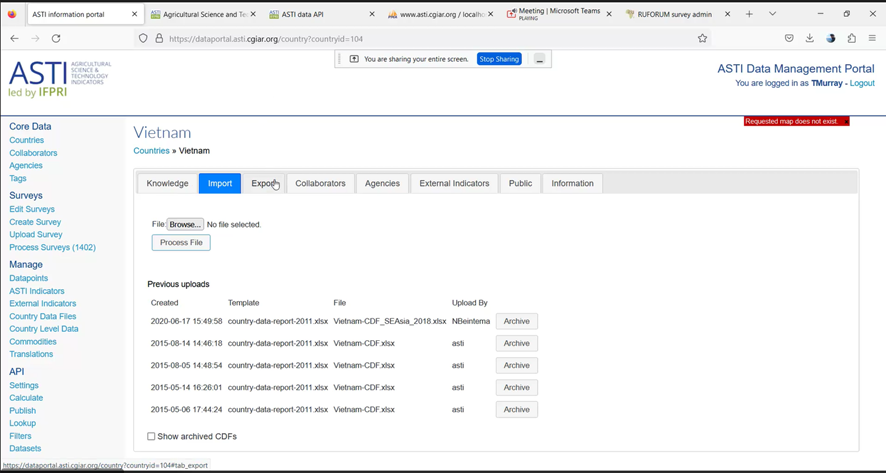 ASTI information portal
Agricultural Science and Te
ASTI data API
www.asti.cgiar.org / localho
Meeting | Microsoft Teams
PLAYING
RUFORUM survey admin
https://dataportal.asti.cgiar.org/country?countryid=104
You are sharing your entire screen.
Stop Sharing
ASTI
AGRICULTURAL
SCIENCE &
TECHNOLOGY
INDICATORS
led by IFPRI
ASTI Data Management Portal
You are logged in as TMurray - Logout
Requested map does not exist.
Core Data
Countries
Collaborators
Agencies
Tags
Surveys
Edit Surveys
Create Survey
Upload Survey
Process Surveys (1402)
Manage
Datapoints
ASTI Indicators
External Indicators
Country Data Files
Country Level Data
Commodities
Translations
API
Settings
Calculate
Publish
Lookup
Filters
Datasets
Vietnam
Countries » Vietnam
Knowledge Import Export Collaborators Agencies External Indicators Public Information
File: Browse... No file selected.
Process File
Previous uploads
Created Template File Upload By
2020-06-17 15:49:58 country-data-report-2011.xlsx Vietnam-CDF_SEAsia_2018.xlsx NBeintema Archive
2015-08-14 14:46:18 country-data-report-2011.xlsx Vietnam-CDF.xlsx asti Archive
2015-08-05 14:48:54 country-data-report-2011.xlsx Vietnam-CDF.xlsx asti Archive
2015-05-14 16:26:01 country-data-report-2011.xlsx Vietnam-CDF.xlsx asti Archive
2015-05-06 17:44:24 country-data-report-2011.xlsx Vietnam-CDF.xlsx asti Archive
Show archived CDFs
https://dataportal.asti.cgiar.org/country?countryid=104#tab_export